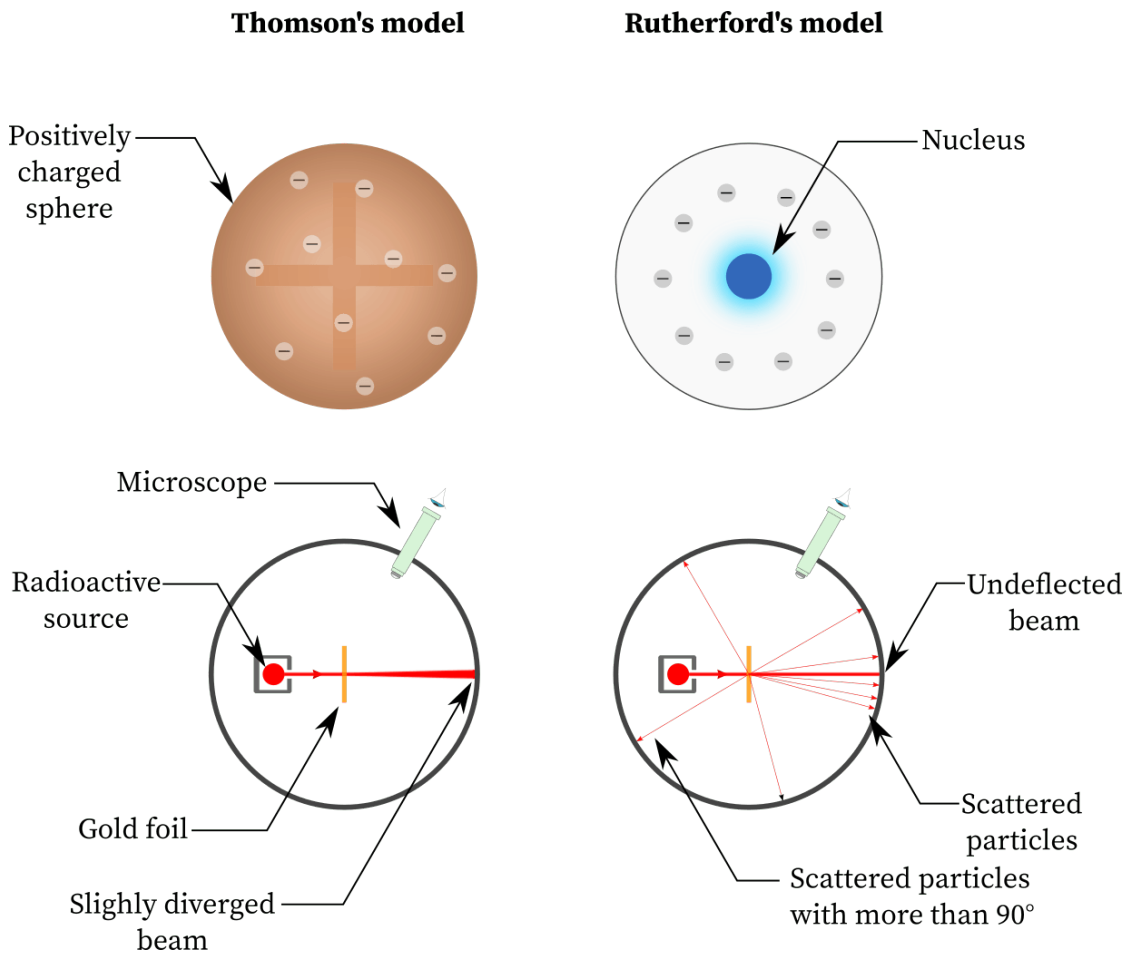 Thomson's model
Rutherford's model
Positively
charged
sphere
Nucleus
Microscope
Radioactive
source
Undeflected
beam
Gold foil
Slighly diverged
beam
Scattered
particles
Scattered particles
with more than 90°